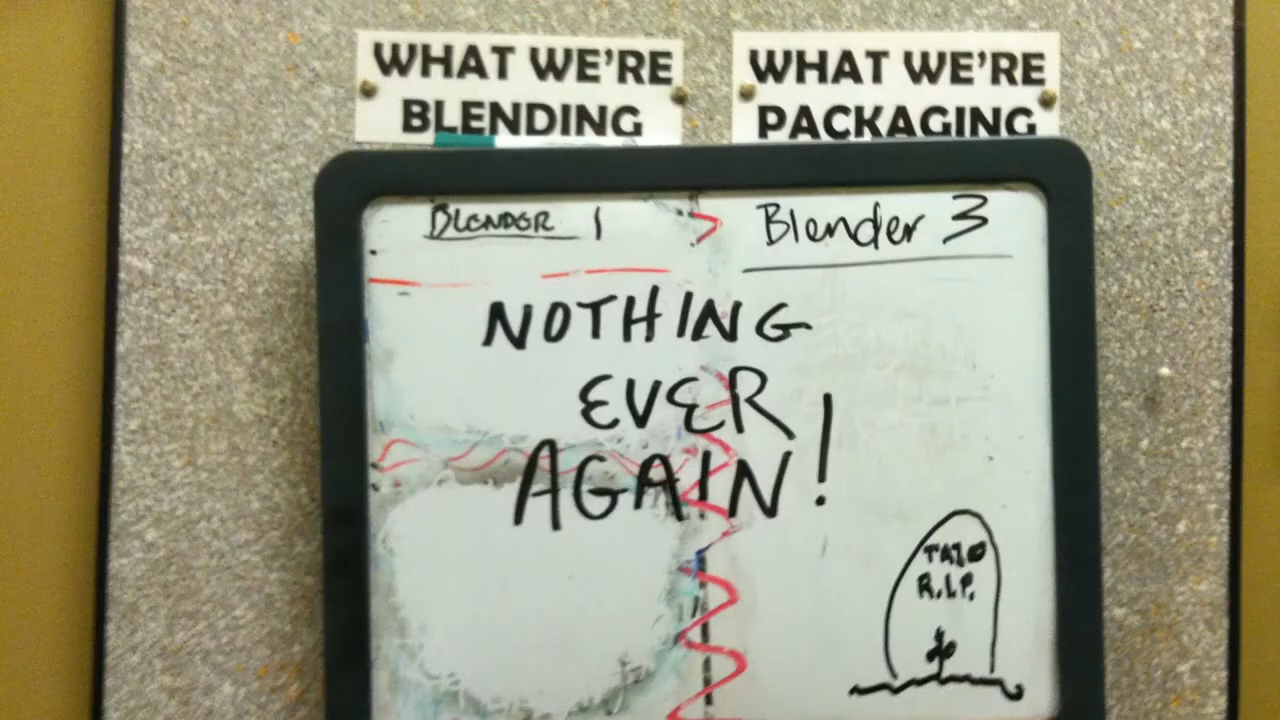 WHAT WE'RE
BLENDING
WHAT WE'RE
PACKAGING
BLENDER 1
Blender 3
NOTHING
EVER
AGAIN!
TAZO
R.I.P.